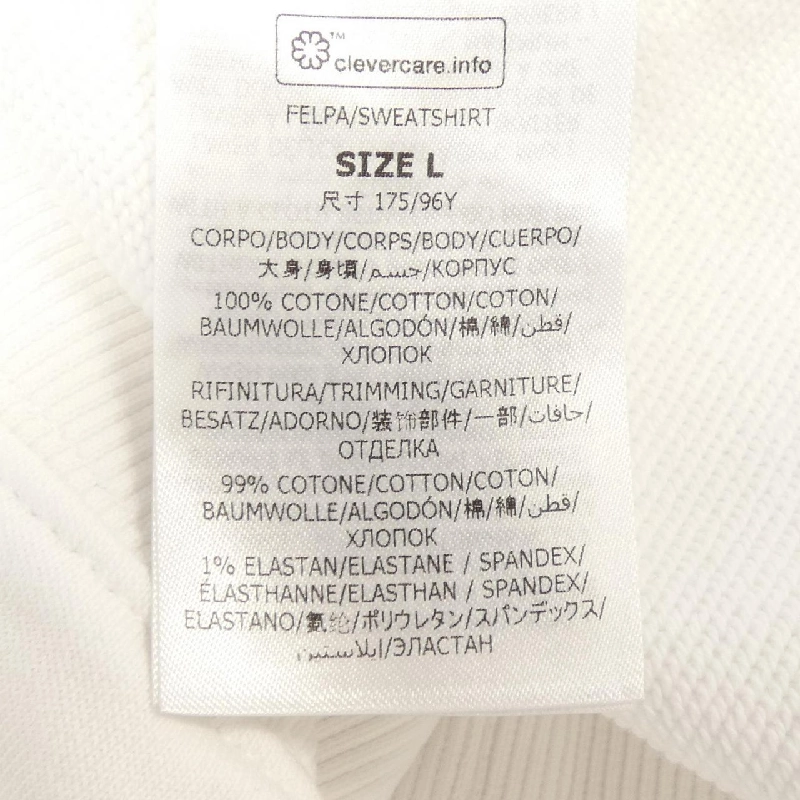 ™
clevercare.info
FELPA/SWEATSHIRT
SIZE L
尺寸 175/96Y
CORPO/BODY/CORPS/BODY/CUERPO/
大身/身頃/جسم/КОРПУС
100% COTONE/COTTON/COTON/
BAUMWOLLE/ALGODÓN/棉/綿/قطن/
ХЛОПОК
RIFINITURA/TRIMMING/GARNITURE/
BESATZ/ADORNO/装饰部件/一部/حافات/
ОТДЕЛКА
99% COTONE/COTTON/COTON/
BAUMWOLLE/ALGODÓN/棉/綿/قطن/
ХЛОПОК
1% ELASTAN/ELASTANE / SPANDEX/
ÉLASTHANNE/ELASTHAN / SPANDEX/
ELASTANO/氨纶/ポリウレタン/スパンデックス/
ايلاستين/ЭЛАСТАН